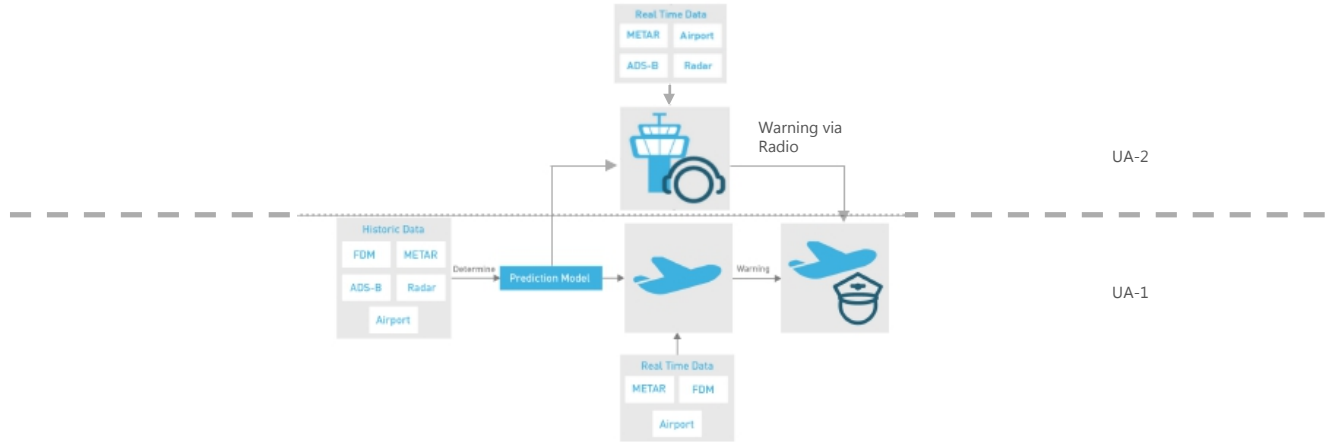 Real Time Data
METAR Airport
ADS-B Radar
Warning via
Radio
UA-2
Historic Data
FDM METAR
ADS-B Radar
Airport
Determine
Prediction Model
Warning
UA-1
Real Time Data
METAR FDM
Airport